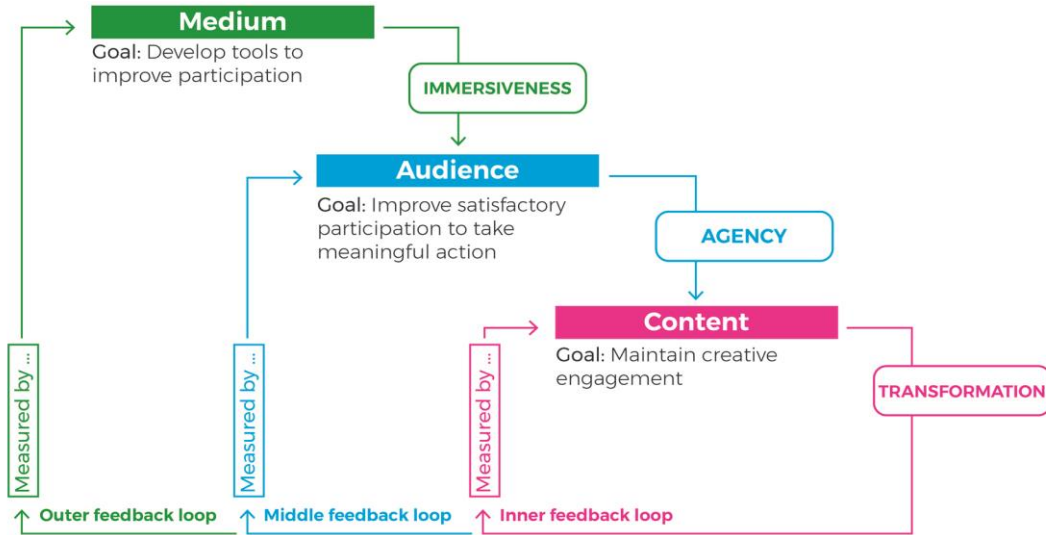 Medium
Goal: Develop tools to
improve participation
IMMERSIVENESS
Audience
Goal: Improve satisfactory
participation to take
meaningful action
AGENCY
Content
Goal: Maintain creative
engagement
TRANSFORMATION
Measured by ...
Measured by ...
Measured by ...
Outer feedback loop
Middle feedback loop
Inner feedback loop